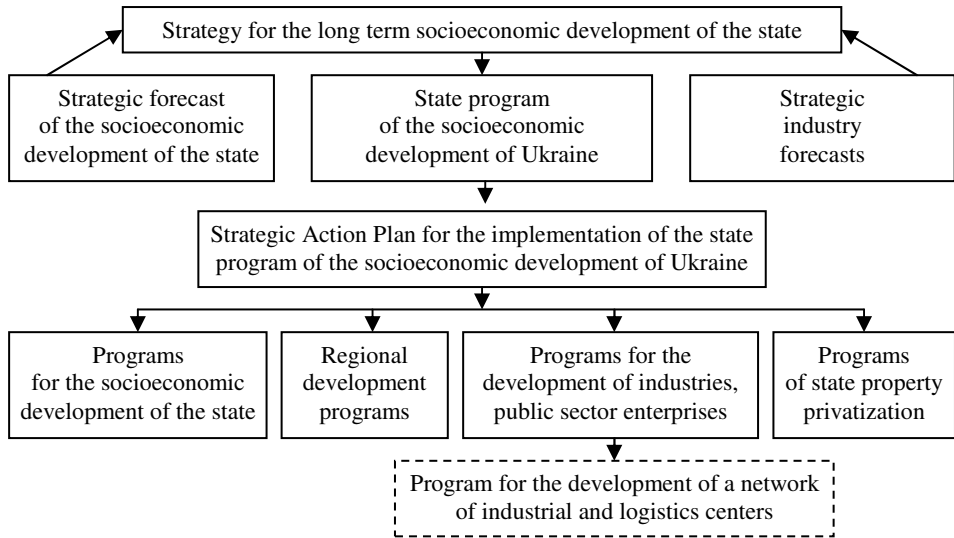 Strategy for the long term socioeconomic development of the state
Strategic forecast
of the socioeconomic
development of the state
State program
of the socioeconomic
development of Ukraine
Strategic
industry
forecasts
Strategic Action Plan for the implementation of the state
program of the socioeconomic development of Ukraine
Programs
for the socioeconomic
development of the state
Regional
development
programs
Programs for the
development of industries,
public sector enterprises
Programs
of state property
privatization
Program for the development of a network
of industrial and logistics centers